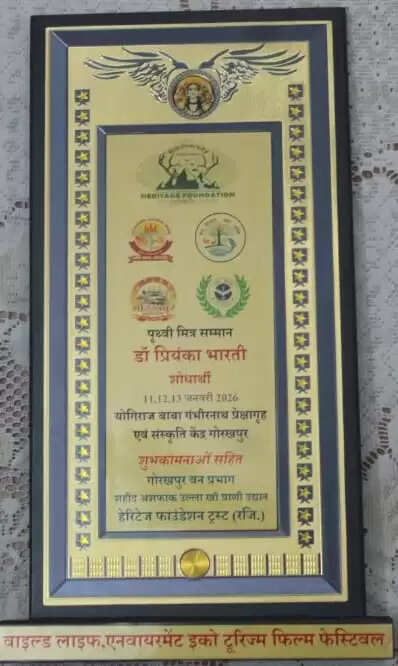 HERITAGE FOUNDATION
पृथ्वी मित्र सम्मान
डॉ प्रियंका भारती
शोधार्थी
11,12,13 जनवरी 2026
योगिराज बाबा गंभीरनाथ प्रेक्षागृह
एवं संस्कृति केंद्र गोरखपुर
शुभकामनाओं सहित
गोरखपुर वन प्रभाग
शहीद अशफाक उल्ला खाँ प्राणी उद्यान
हेरिटेज फाउंडेशन ट्रस्ट (रजि.)
वाइल्ड लाइफ,एनवायरमेंट इको टूरिज्म फिल्म फेस्टिवल